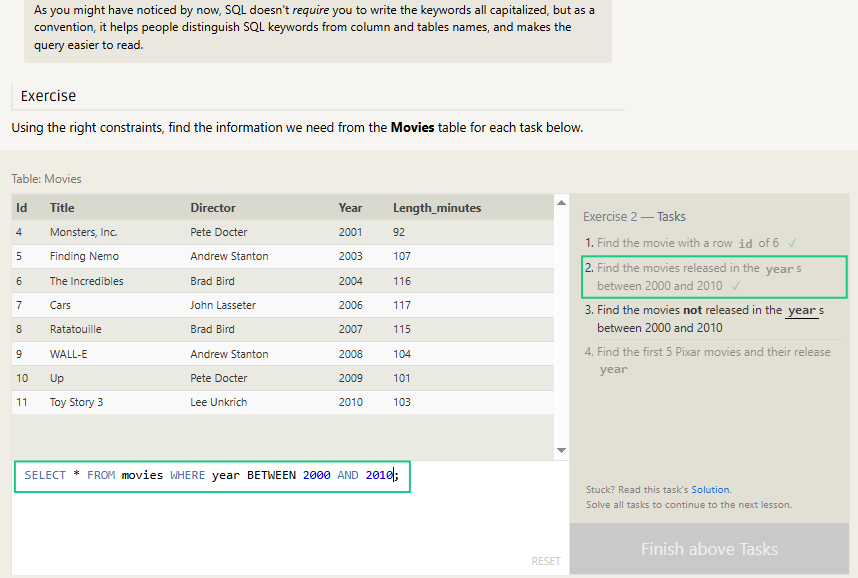 As you might have noticed by now, SQL doesn't require you to write the keywords all capitalized, but as a
convention, it helps people distinguish SQL keywords from column and tables names, and makes the
query easier to read.
Exercise
Using the right constraints, find the information we need from the Movies table for each task below.
Table: Movies
Id Title Director Year Length_minutes
4 Monsters, Inc. Pete Docter 2001 92
5 Finding Nemo Andrew Stanton 2003 107
6 The Incredibles Brad Bird 2004 116
7 Cars John Lasseter 2006 117
8 Ratatouille Brad Bird 2007 115
9 WALL-E Andrew Stanton 2008 104
10 Up Pete Docter 2009 101
11 Toy Story 3 Lee Unkrich 2010 103
SELECT * FROM movies WHERE year BETWEEN 2000 AND 2010;
RESET
Exercise 2 — Tasks
1. Find the movie with a row id of 6 ✓
2. Find the movies released in the years
between 2000 and 2010 ✓
3. Find the movies not released in the years
between 2000 and 2010
4. Find the first 5 Pixar movies and their release
year
Stuck? Read this task's Solution.
Solve all tasks to continue to the next lesson.
Finish above Tasks